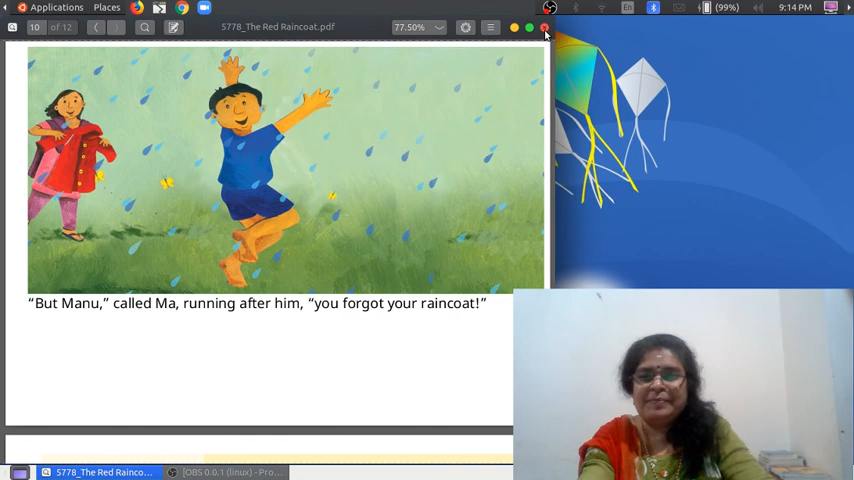 Applications Places En (99%) 9:14 PM
10 of 12 5778_The Red Raincoat.pdf 77.50%
“But Manu,” called Ma, running after him, “you forgot your raincoat!”
5778_The Red Rainco... [OBS 0.0.1 (linux) - Pro...